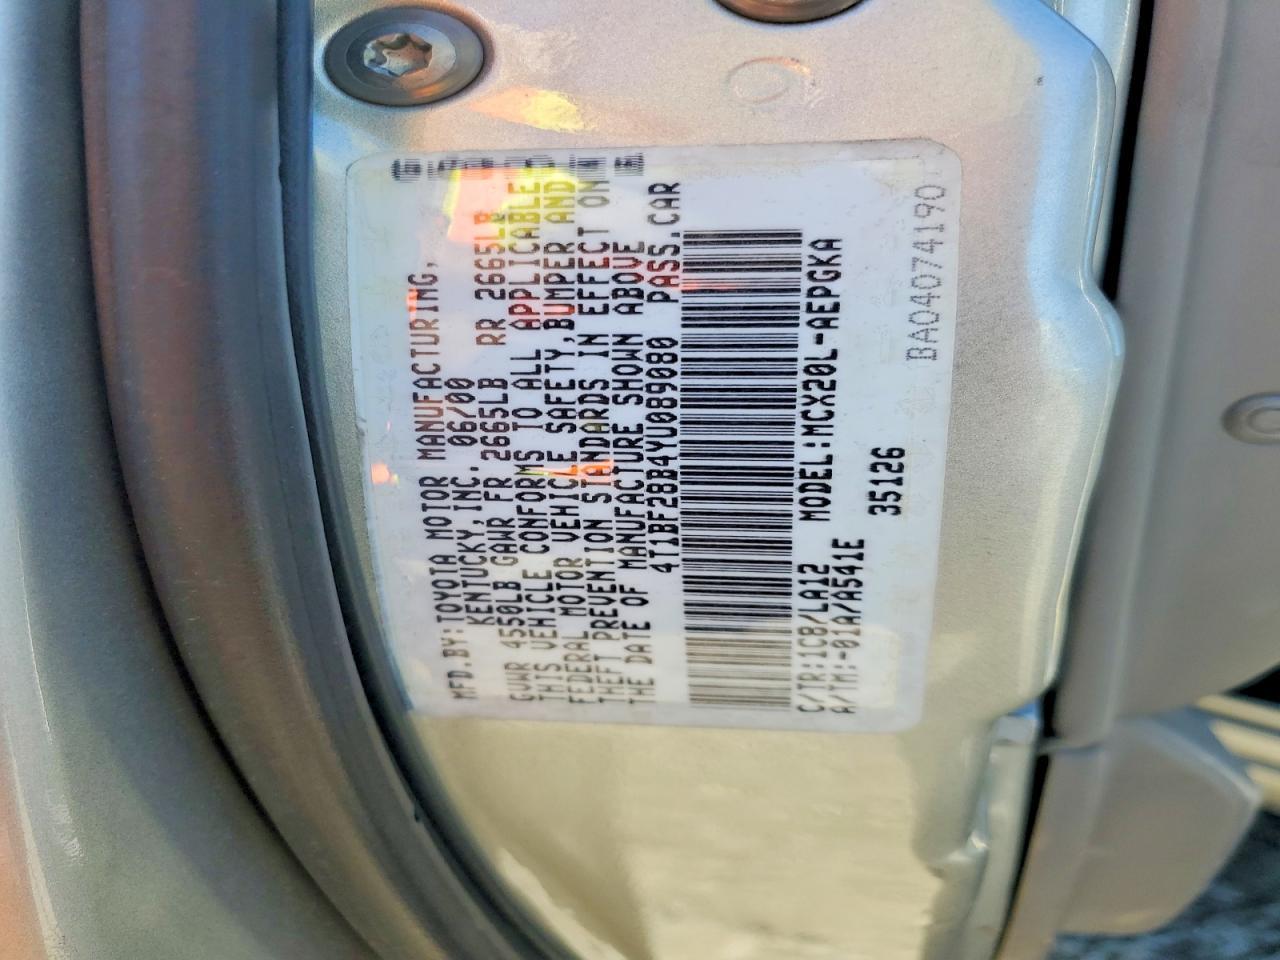 MFD.BY:TOYOTA MOTOR MANUFACTURING,
KENTUCKY,INC. 06/00
GVWR 4550LB GAWR FR 2665LB RR 2665LB
THIS VEHICLE CONFORMS TO ALL APPLICABLE
FEDERAL MOTOR VEHICLE SAFETY,BUMPER AND
THEFT PREVENTION STANDARDS IN EFFECT ON
THE DATE OF MANUFACTURE SHOWN ABOVE
4T1BF28B4YU089080 PASS.CAR
C/TR:1C8/LA12 MODEL:MCX20L-AEPGKA
A/TM:-01A/A541E
35126
BA04074190